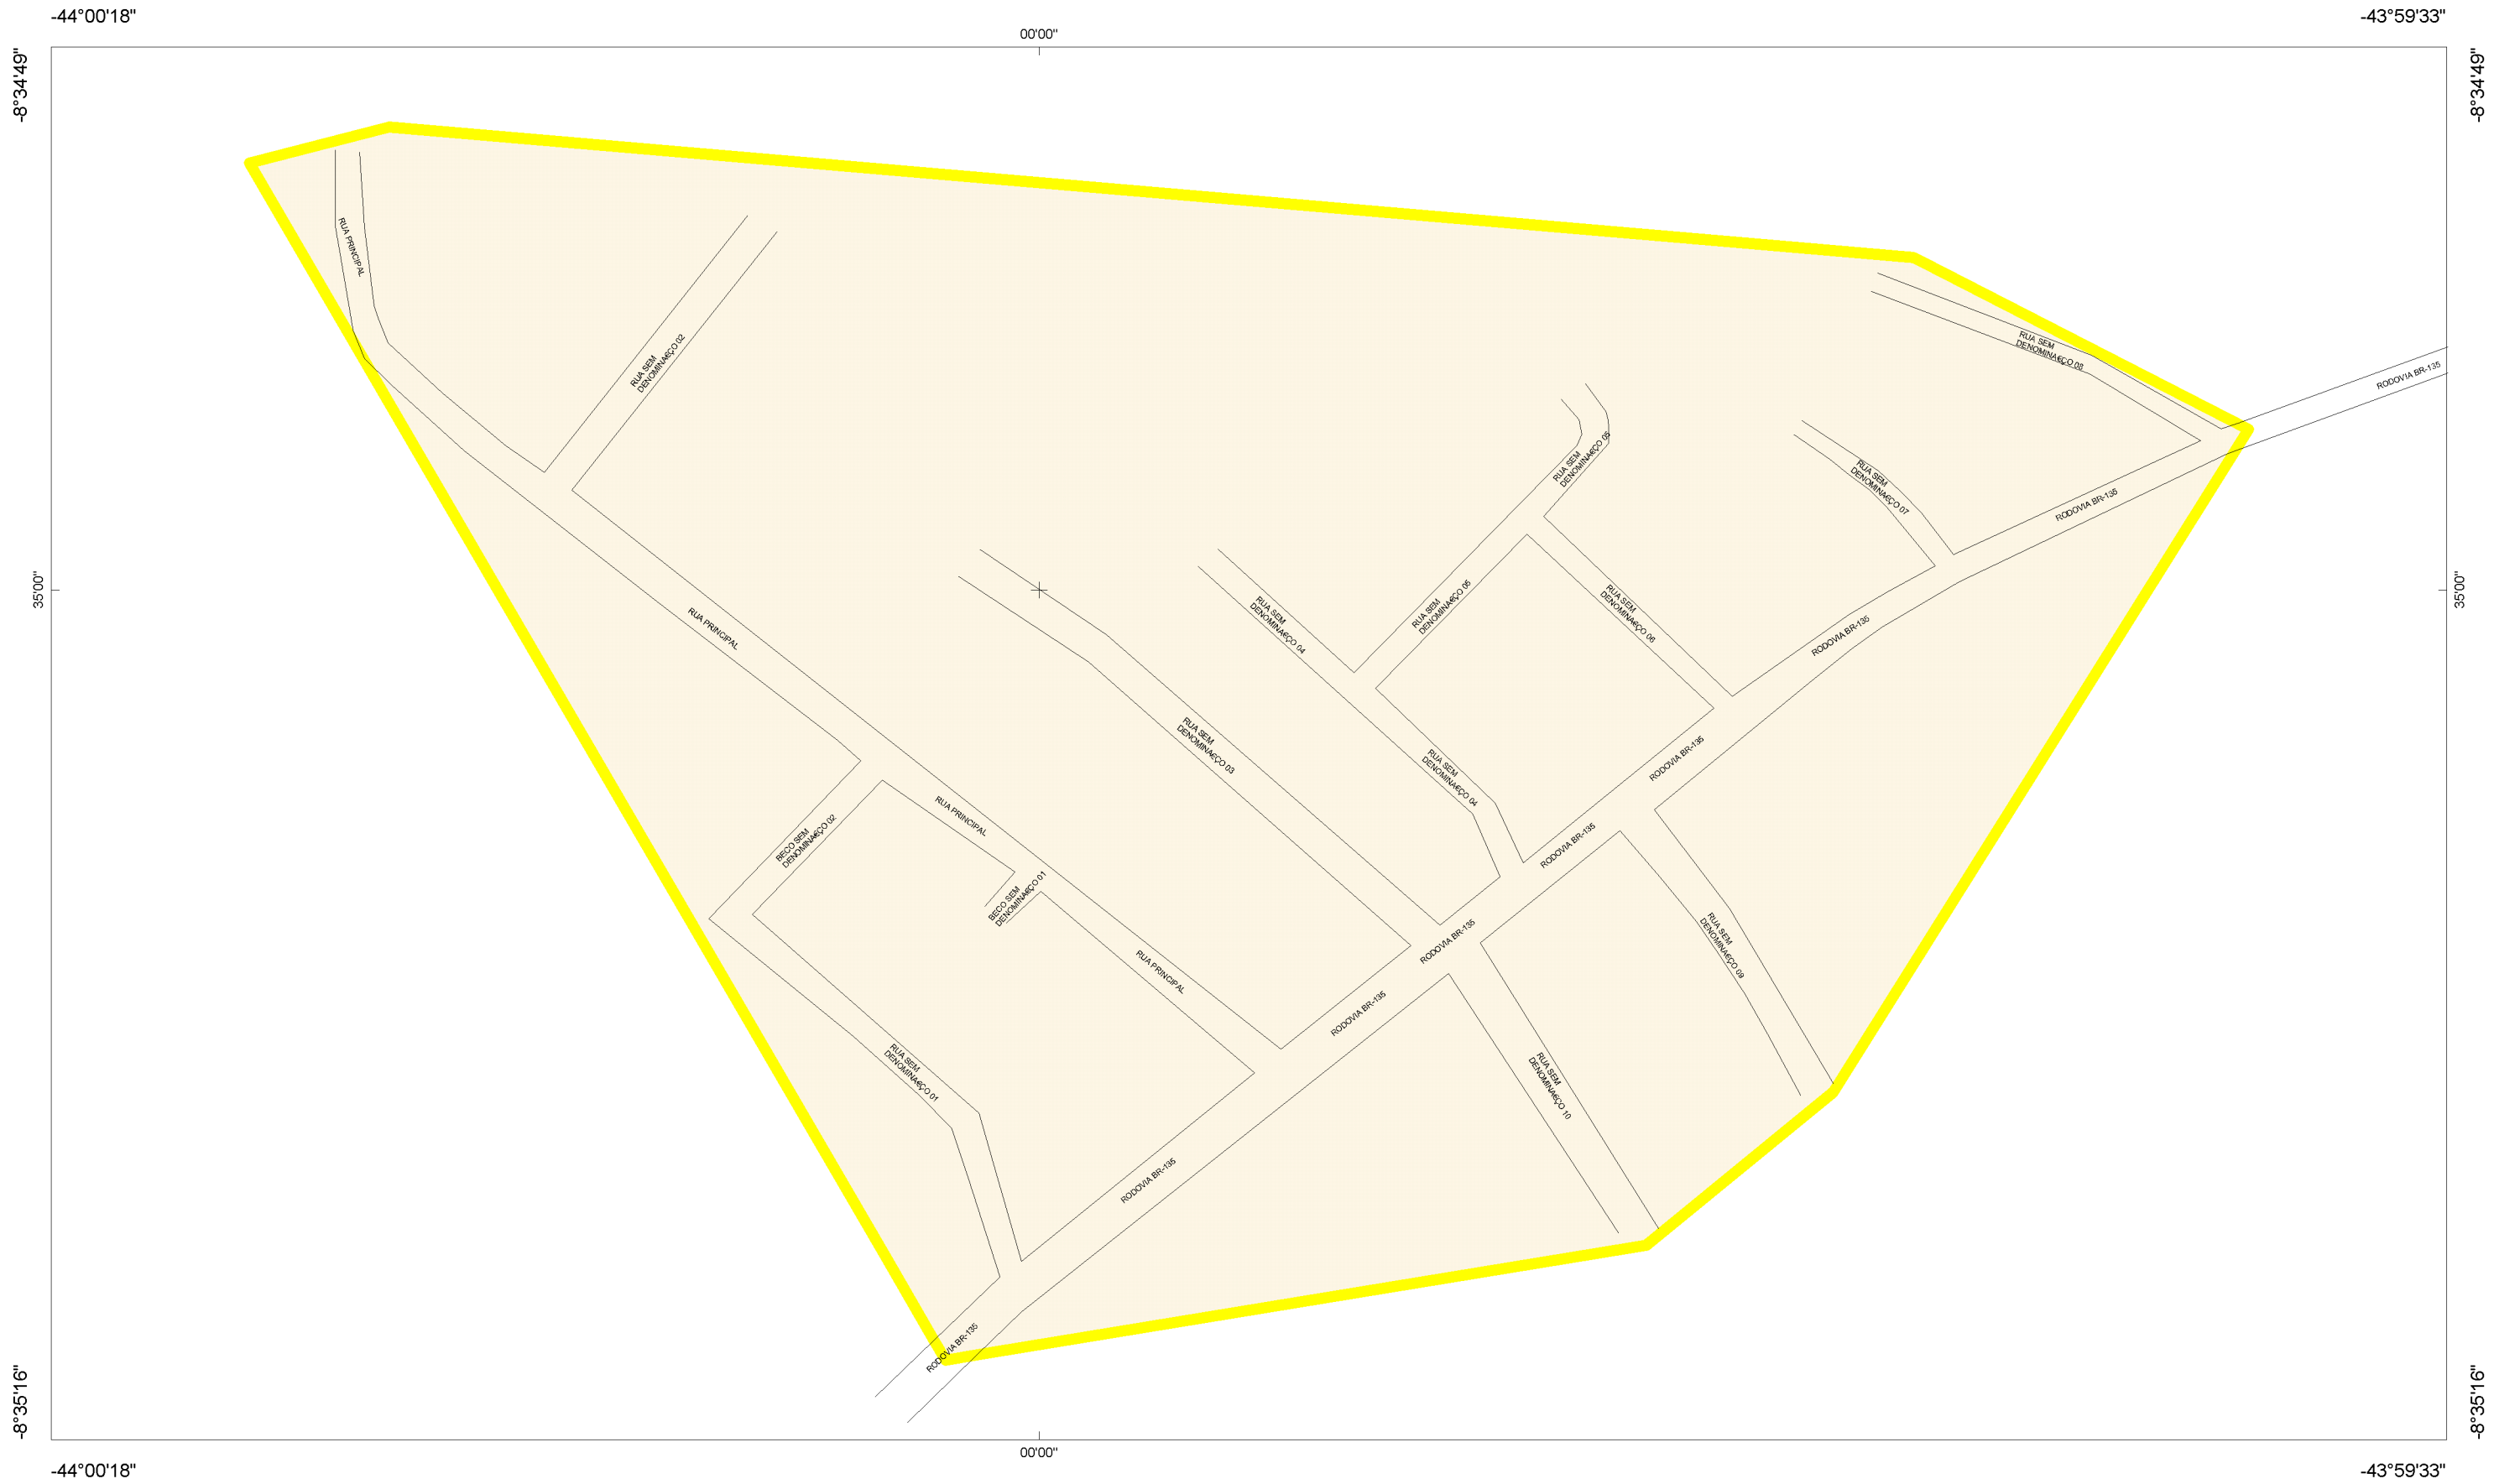 -44°00'18"
-43°59'33"
00'00"
-8°34'49"
-8°34'49"
RUA PRINCIPAL
RUA SEM
DENOMINAÇÇO 02
RUA SEM
DENOMINAÇÇO 08
RODOVIA BR-135
RUA SEM
DENOMINAÇÇO 05
RUA SEM
DENOMINAÇÇO 07
RODOVIA BR-135
35'00"
35'00"
RUA PRINCIPAL
RUA SEM
DENOMINAÇÇO 04
RUA SEM
DENOMINAÇÇO 05
RUA SEM
DENOMINAÇÇO 06
RODOVIA BR-135
RUA SEM
DENOMINAÇÇO 03
RUA SEM
DENOMINAÇÇO 04
RODOVIA BR-135
BECO SEM
DENOMINAÇÇO 02
RUA PRINCIPAL
RODOVIA BR-135
BECO SEM
DENOMINAÇÇO 01
RUA PRINCIPAL
RODOVIA BR-135
RUA SEM
DENOMINAÇÇO 09
RODOVIA BR-135
RUA SEM
DENOMINAÇÇO 01
RUA SEM
DENOMINAÇÇO 10
RODOVIA BR-135
RODOVIA BR-135
-8°35'16"
-8°35'16"
00'00"
-44°00'18"
-43°59'33"